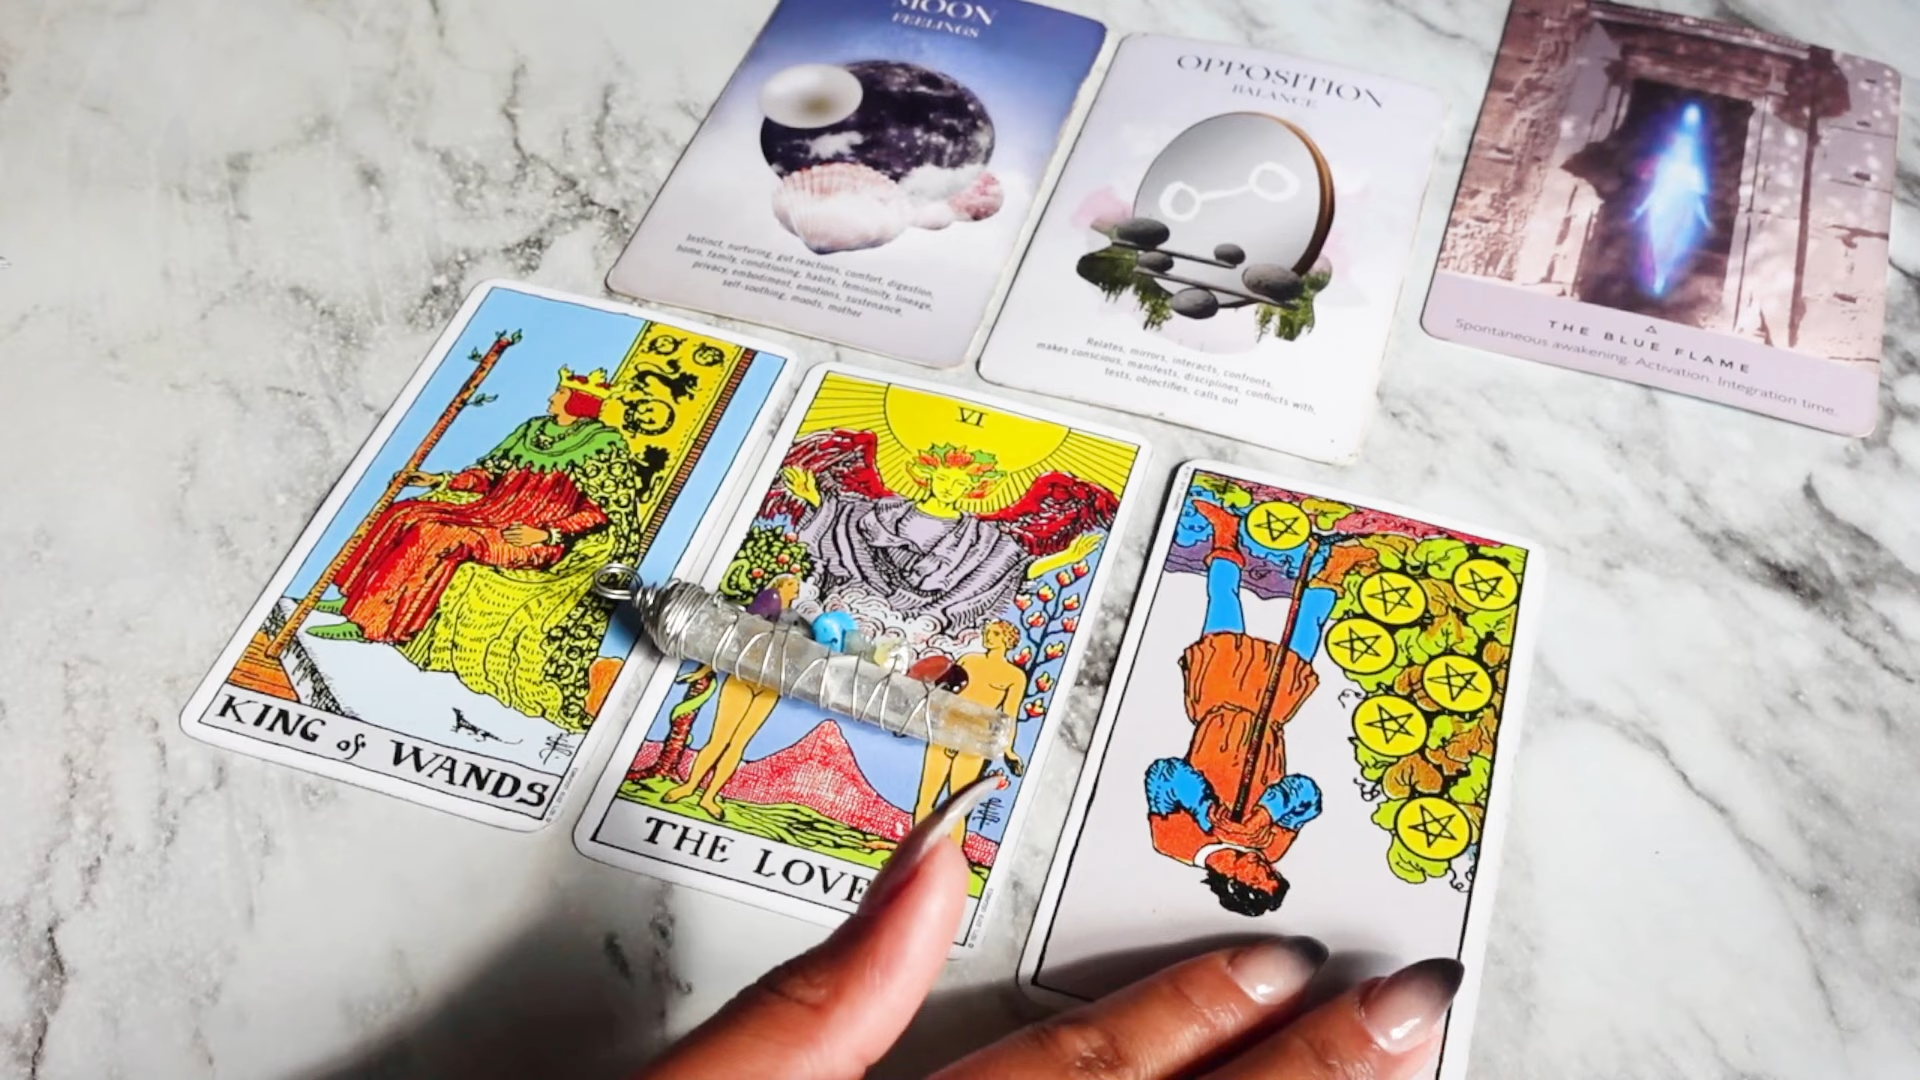 MOON
FEELINGS
Instinct, nurturing, gut reactions, comfort, digestion,
home, family, conditioning, habits, femininity, lineage,
privacy, embodiment, emotions, sustenance,
self-soothing, moods, mother
OPPOSITION
BALANCE
Relates, mirrors, interacts, confronts,
makes conscious, manifests, disciplines, conflicts with,
tests, objectifies, calls out
THE BLUE FLAME
Spontaneous awakening. Activation. Integration time.
KING of WANDS
VI
THE LOVE